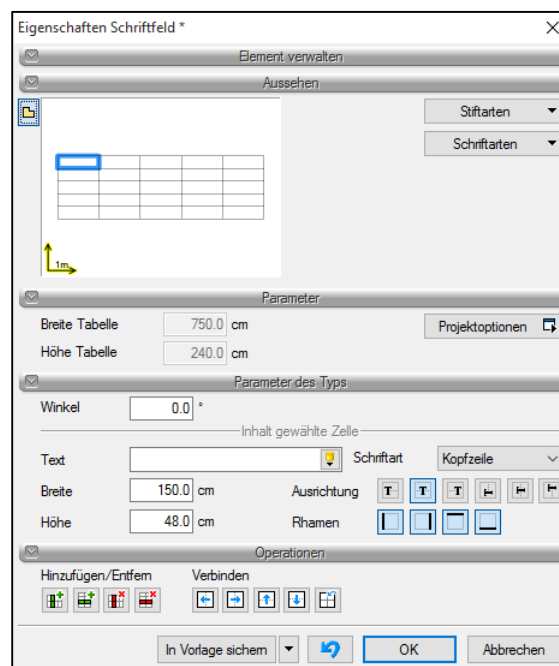 Eigenschaften Schriftfeld *
Element verwalten
Aussehen
Stiftarten
Schriftarten
1m
Parameter
Breite Tabelle 750.0 cm
Projektoptionen
Höhe Tabelle 240.0 cm
Parameter des Typs
Winkel 0.0 °
Inhalt gewählte Zelle
Text Schriftart Kopfzeile
Breite 150.0 cm Ausrichtung T T T
Höhe 48.0 cm Rhamen
Operationen
Hinzufügen/Entfern Verbinden
In Vorlage sichern OK Abbrechen